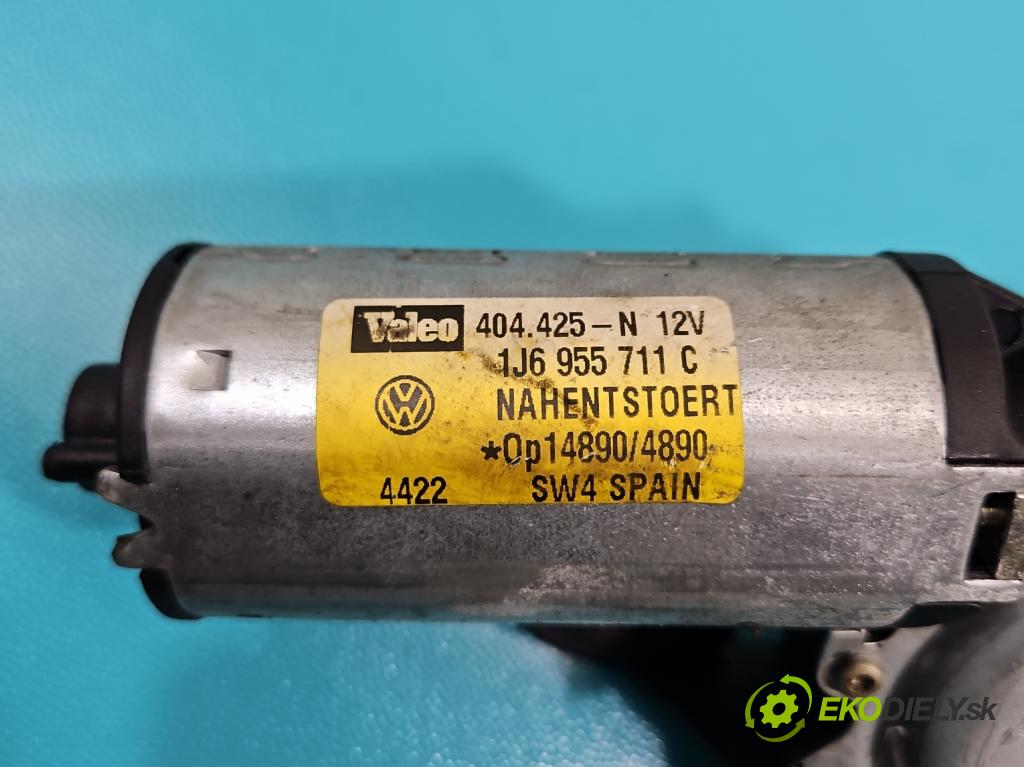 Valeo 404.425-N 12V
1J6 955 711 C
NAHENTSTOERT
*Op14890/4890
4422 SW4 SPAIN
EKODIELY.sk